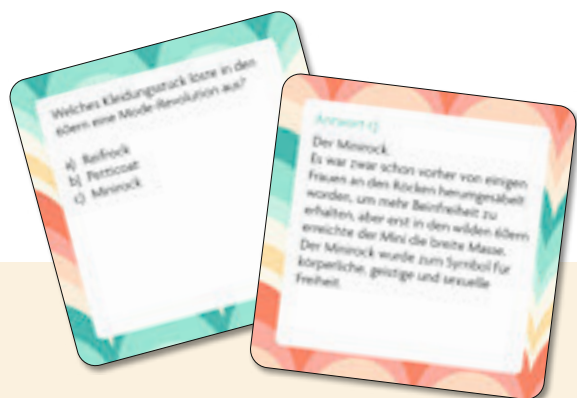 Welches Kleidungsstück löste in den
60ern eine Mode-Revolution aus?
a) Reifrock
b) Petticoat
c) Minirock
Antwort c)
Der Minirock.
Es war zwar schon vorher von einigen
Frauen an den Röcken herumgesäbelt
worden, um mehr Beinfreiheit zu
erhalten, aber erst in den wilden 60ern
erreichte der Mini die breite Masse.
Der Minirock wurde zum Symbol für
körperliche, geistige und sexuelle
Freiheit.